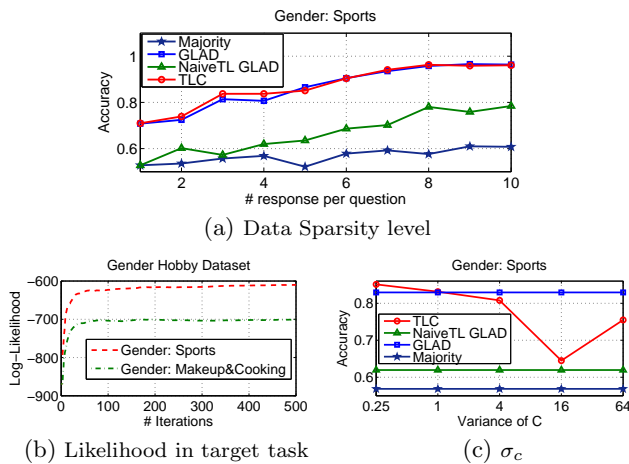 Gender: Sports
Majority
GLAD
NaiveTL GLAD
TLC
1
0.8
0.6
Accuracy
2 4 6 8 10
# response per question
(a) Data Sparsity level
Gender Hobby Dataset
−600
−700
−800
−900
Log−Likelihood
Gender: Sports
Gender: Makeup&Cooking
0 100 200 300 400 500
# Iterations
(b) Likelihood in target task
Gender: Sports
0.8
0.7
0.6
Accuracy
TLC
NaiveTL GLAD
GLAD
Majority
0.25 1 4 16 64
Variance of C
(c) σc